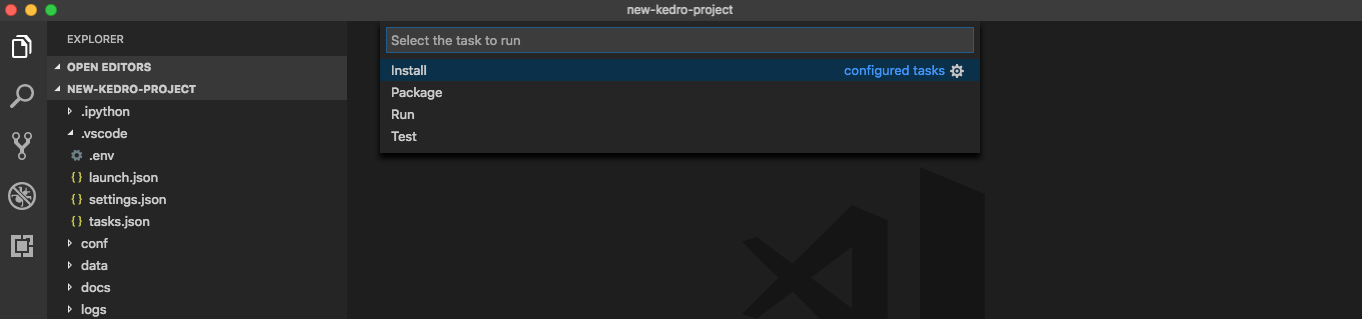 new-kedro-project
EXPLORER
OPEN EDITORS
NEW-KEDRO-PROJECT
.ipython
.vscode
.env
{} launch.json
{} settings.json
{} tasks.json
conf
data
docs
logs
Select the task to run
Install configured tasks
Package
Run
Test